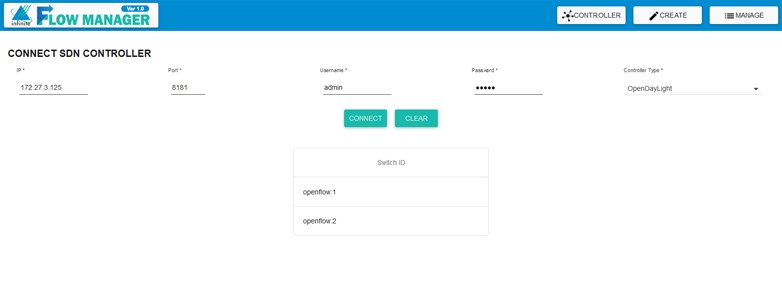 infinite
FLOW MANAGER
Ver 1.0
CONTROLLER
CREATE
MANAGE
CONNECT SDN CONTROLLER
IP * Port * Username * Password * Controller Type *
172.27.3.125 8181 admin ●●●●● OpenDayLight
CONNECT CLEAR
Switch ID
openflow:1
openflow:2